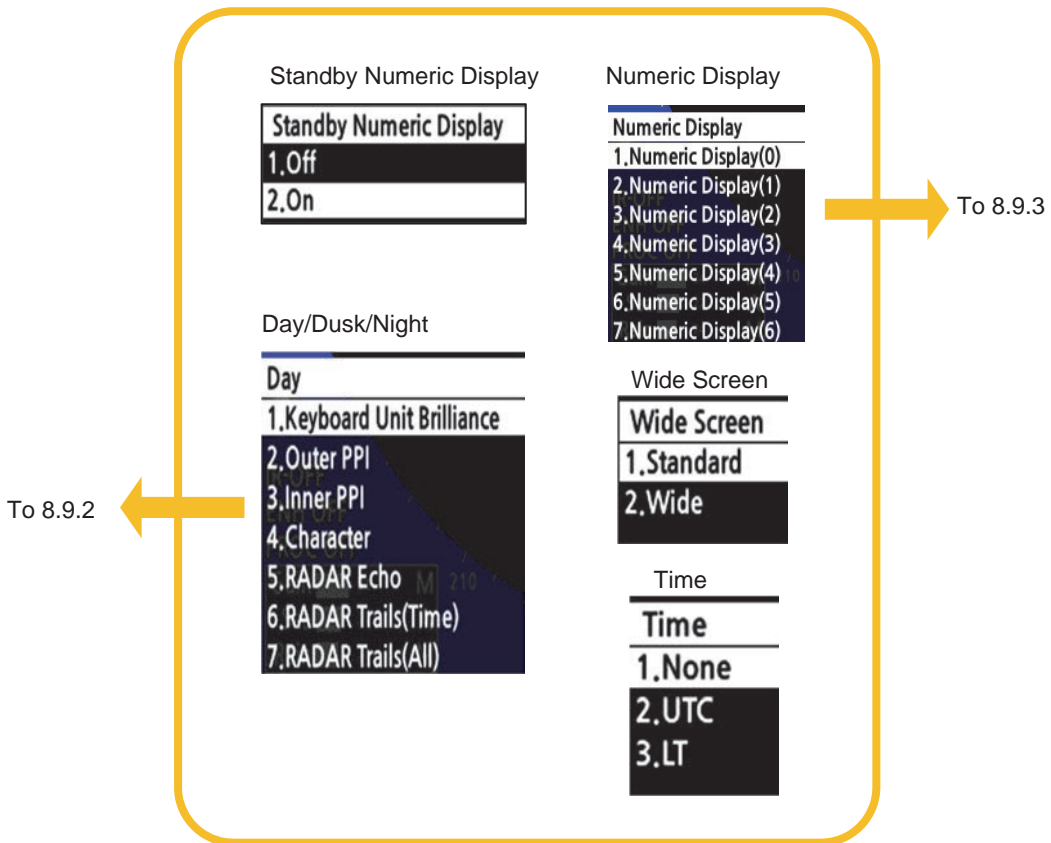 Standby Numeric Display
Standby Numeric Display
1.Off
2.On
Numeric Display
Numeric Display
1.Numeric Display(0)
2.Numeric Display(1)
3.Numeric Display(2)
4.Numeric Display(3)
5.Numeric Display(4)
6.Numeric Display(5)
7.Numeric Display(6)
To 8.9.3
Day/Dusk/Night
Day
1.Keyboard Unit Brilliance
2.Outer PPI
3.Inner PPI
4.Character
5.RADAR Echo
6.RADAR Trails(Time)
7.RADAR Trails(All)
To 8.9.2
Wide Screen
Wide Screen
1.Standard
2.Wide
Time
Time
1.None
2.UTC
3.LT